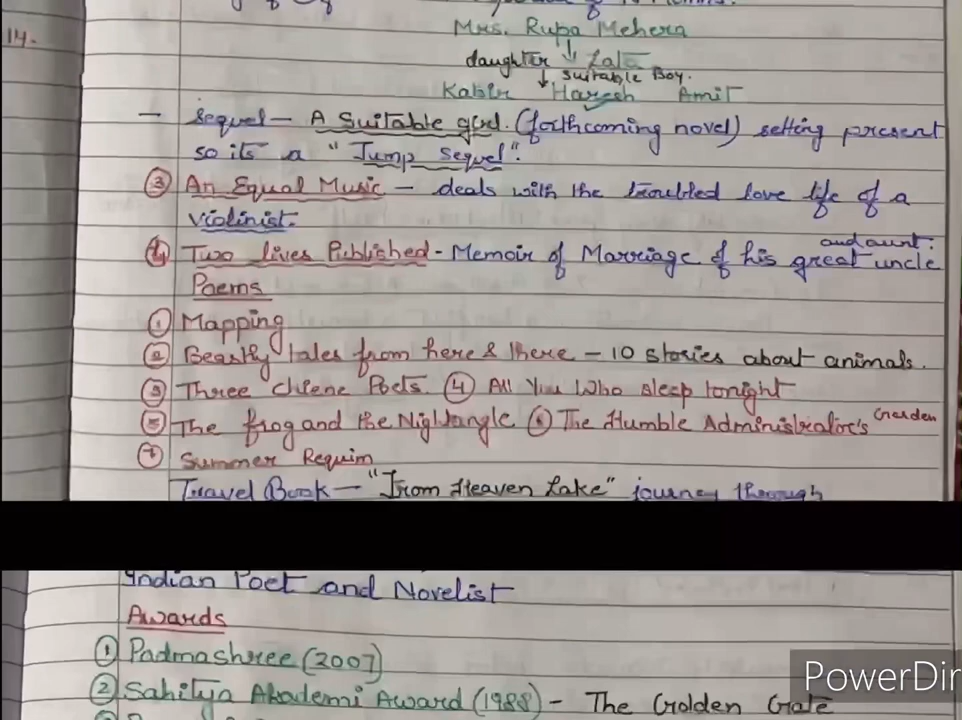 Mrs. Rupa Mehera
14.
daughter ↓ Lata
↓ suitable Boy.
Kabir Haresh Amit
- Sequel - A Suitable girl. (forthcoming novel) setting present
so its a "Jump sequel".
③ An Equal Music - deals with the troubled love life of a
violinist.
and aunt.
④ Two lives Published - Memoir of Marriage of his great uncle
Poems
① Mapping
② Beastly tales from here & there - 10 stories about animals.
③ Three Chiene Poets. ④ All You Who sleep tonight
⑤ The frog and the Nightangle ⑥ The Humble Administrator's Garden
⑦ Summer Requim
Travel Book - "From Heaven Lake" journey through
Indian Poet and Novelist
Awards
① Padmashree (2007)
② Sahitya Akademi Award (1988) - The Golden Gate
PowerDir